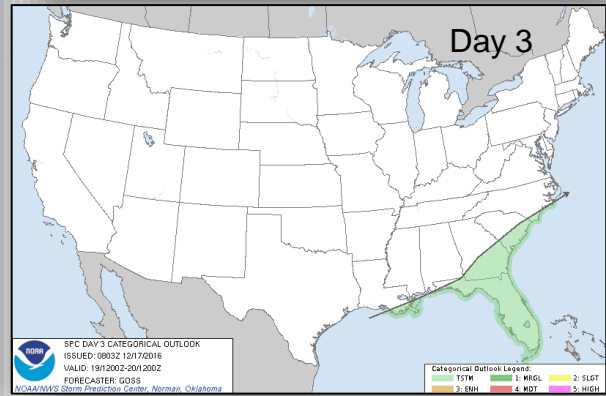 Day 3
NOAA
SPC DAY 3 CATEGORICAL OUTLOOK
ISSUED: 0803Z 12/17/2016
VALID: 19/1200Z-20/1200Z
FORECASTER: GOSS
NOAA/NWS Storm Prediction Center, Norman, Oklahoma
Categorical Outlook Legend:
TSTM 1: MRGL 2: SLGT
3: ENH 4: MDT 5: HIGH